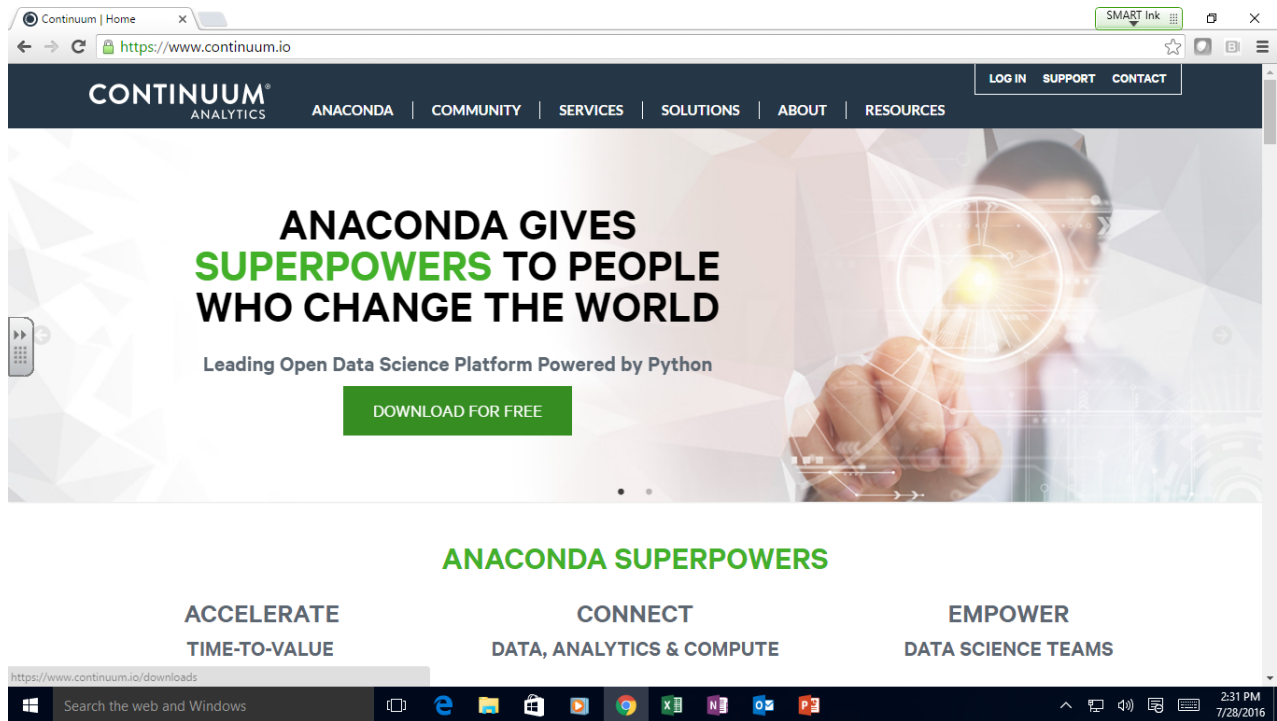 Continuum | Home
SMART Ink
https://www.continuum.io
LOG IN SUPPORT CONTACT
CONTINUUM®
ANALYTICS
ANACONDA | COMMUNITY | SERVICES | SOLUTIONS | ABOUT | RESOURCES
ANACONDA GIVES
SUPERPOWERS TO PEOPLE
WHO CHANGE THE WORLD
Leading Open Data Science Platform Powered by Python
DOWNLOAD FOR FREE
ANACONDA SUPERPOWERS
ACCELERATE
TIME-TO-VALUE
CONNECT
DATA, ANALYTICS & COMPUTE
EMPOWER
DATA SCIENCE TEAMS
https://www.continuum.io/downloads
Search the web and Windows
2:31 PM
7/28/2016